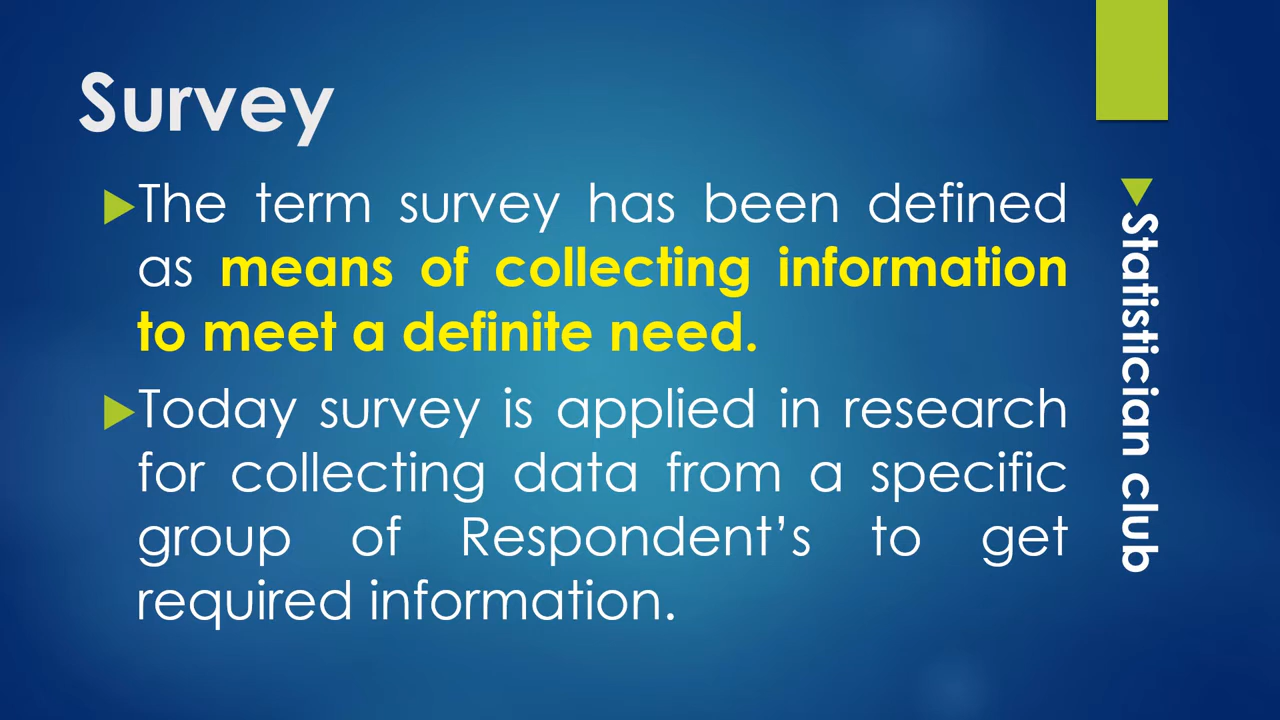 Survey
The term survey has been defined
as means of collecting information
to meet a definite need.
Today survey is applied in research
for collecting data from a specific
group of Respondent’s to get
required information.
Statistician club